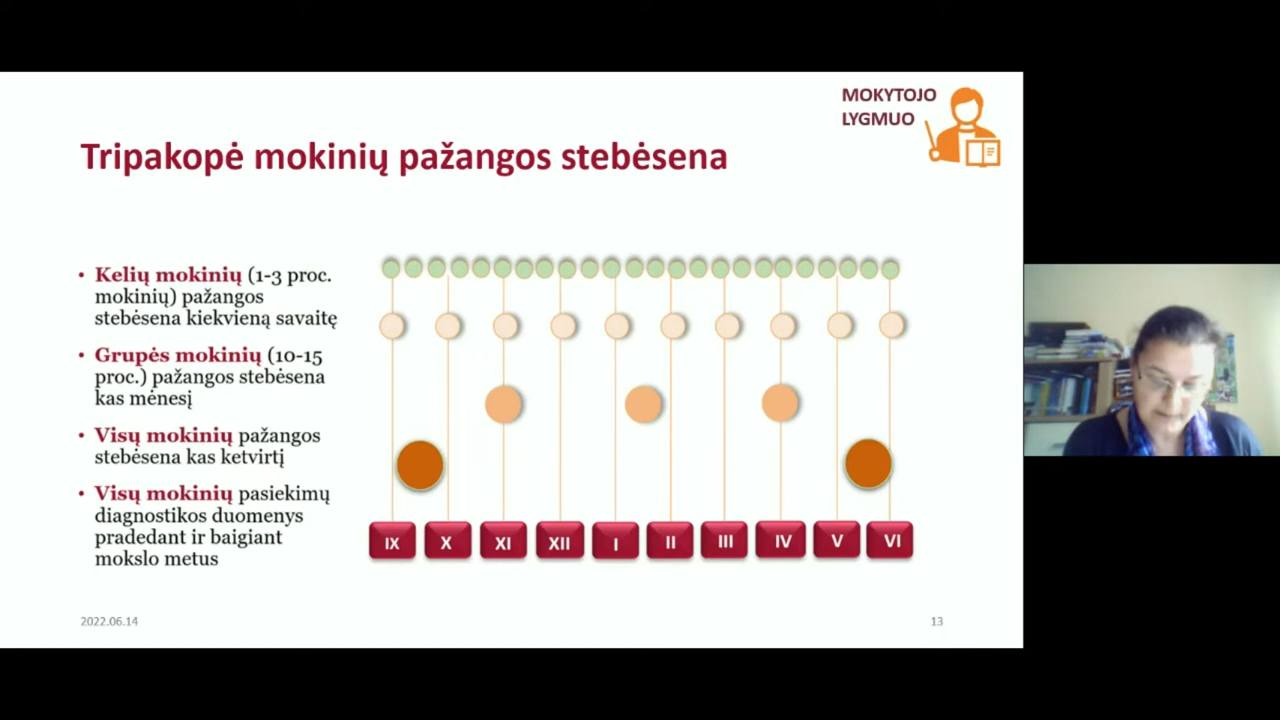 MOKYTOJO
LYGMUO
Tripakopė mokinių pažangos stebėsena
• Kelių mokinių (1-3 proc.
mokinių) pažangos
stebėsena kiekvieną savaitę
• Grupės mokinių (10-15
proc.) pažangos stebėsena
kas mėnesį
• Visų mokinių pažangos
stebėsena kas ketvirtį
• Visų mokinių pasiekimų
diagnostikos duomenys
pradedant ir baigiant
mokslo metus
IX X XI XII I II III IV V VI
2022.06.14
13